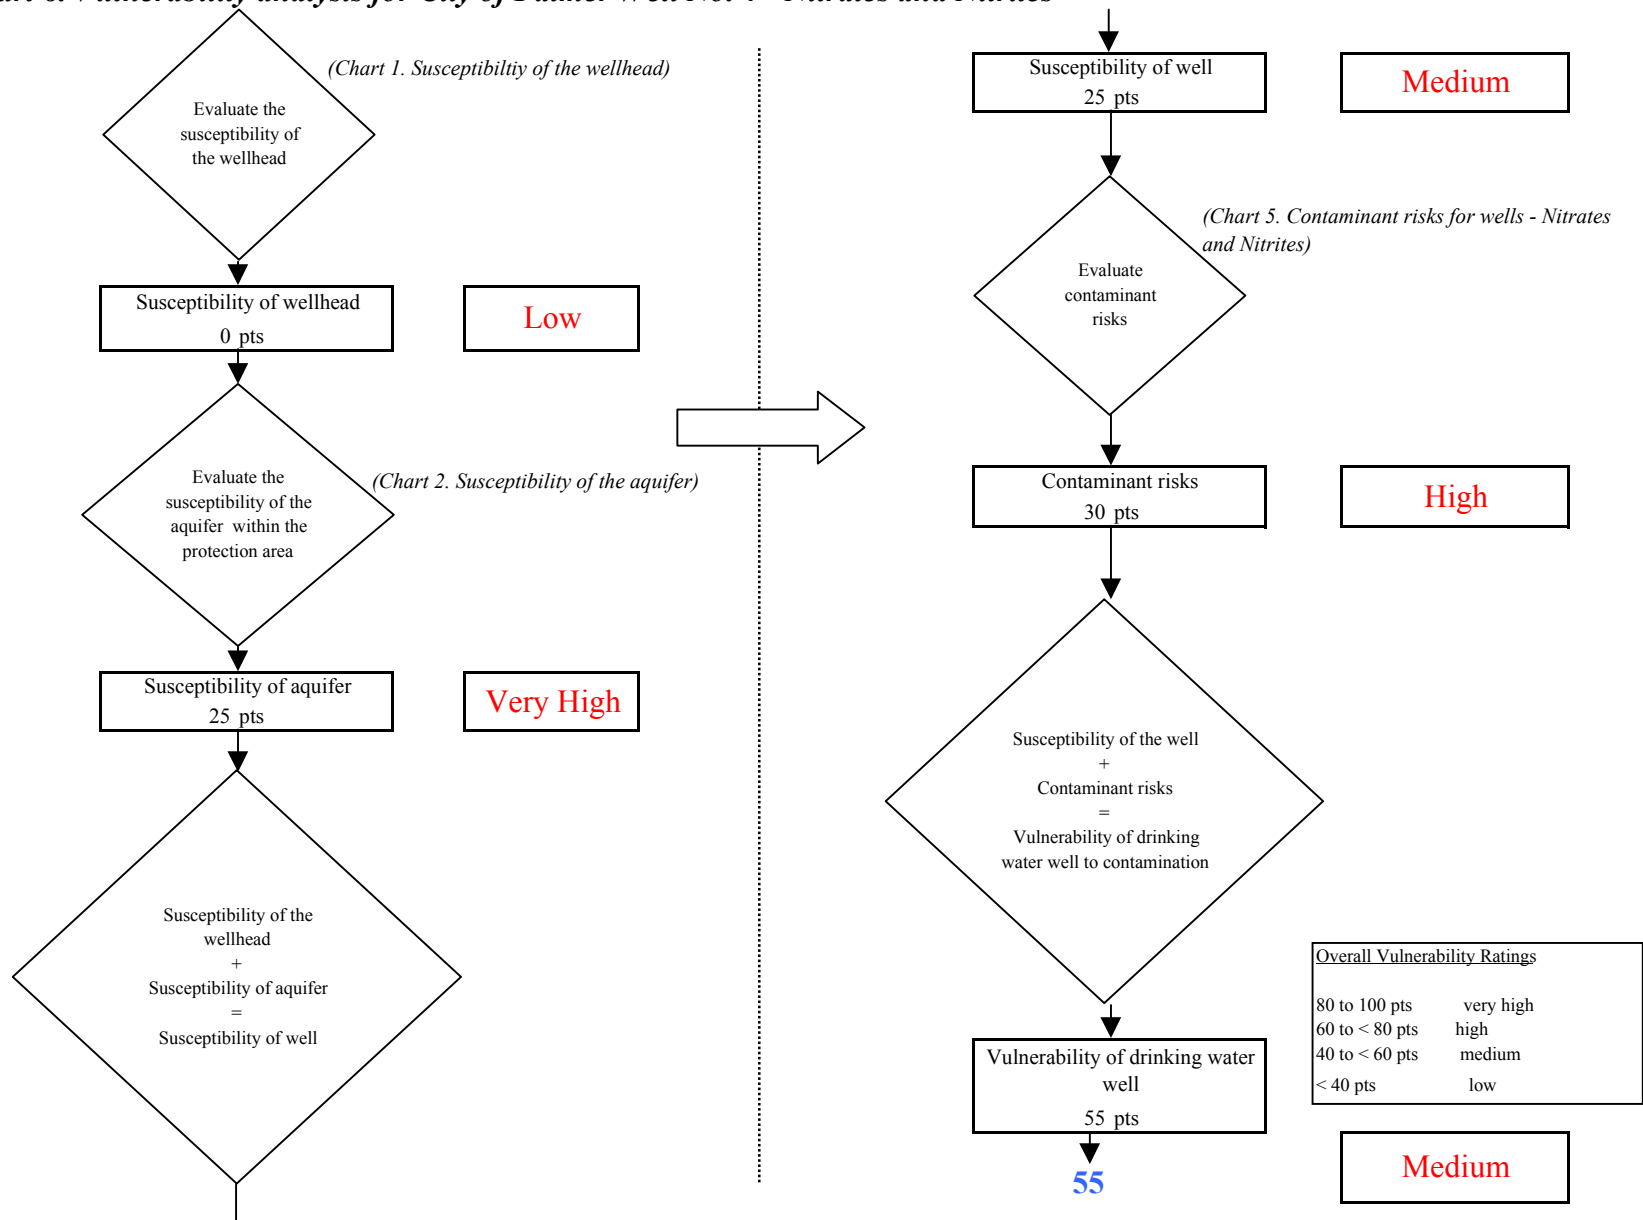 (Chart 1. Susceptibiltiy of the wellhead)
Evaluate the
susceptibility of
the wellhead
Susceptibility of wellhead
0 pts
Low
(Chart 2. Susceptibility of the aquifer)
Evaluate the
susceptibility of the
aquifer within the
protection area
Susceptibility of aquifer
25 pts
Very High
Susceptibility of the
wellhead
+
Susceptibility of aquifer
=
Susceptibility of well
Susceptibility of well
25 pts
Medium
(Chart 5. Contaminant risks for wells - Nitrates
and Nitrites)
Evaluate
contaminant
risks
Contaminant risks
30 pts
High
Susceptibility of the well
+
Contaminant risks
=
Vulnerability of drinking
water well to contamination
Overall Vulnerability Ratings
80 to 100 pts very high
60 to < 80 pts high
40 to < 60 pts medium
< 40 pts low
Vulnerability of drinking water
well
55 pts
55
Medium